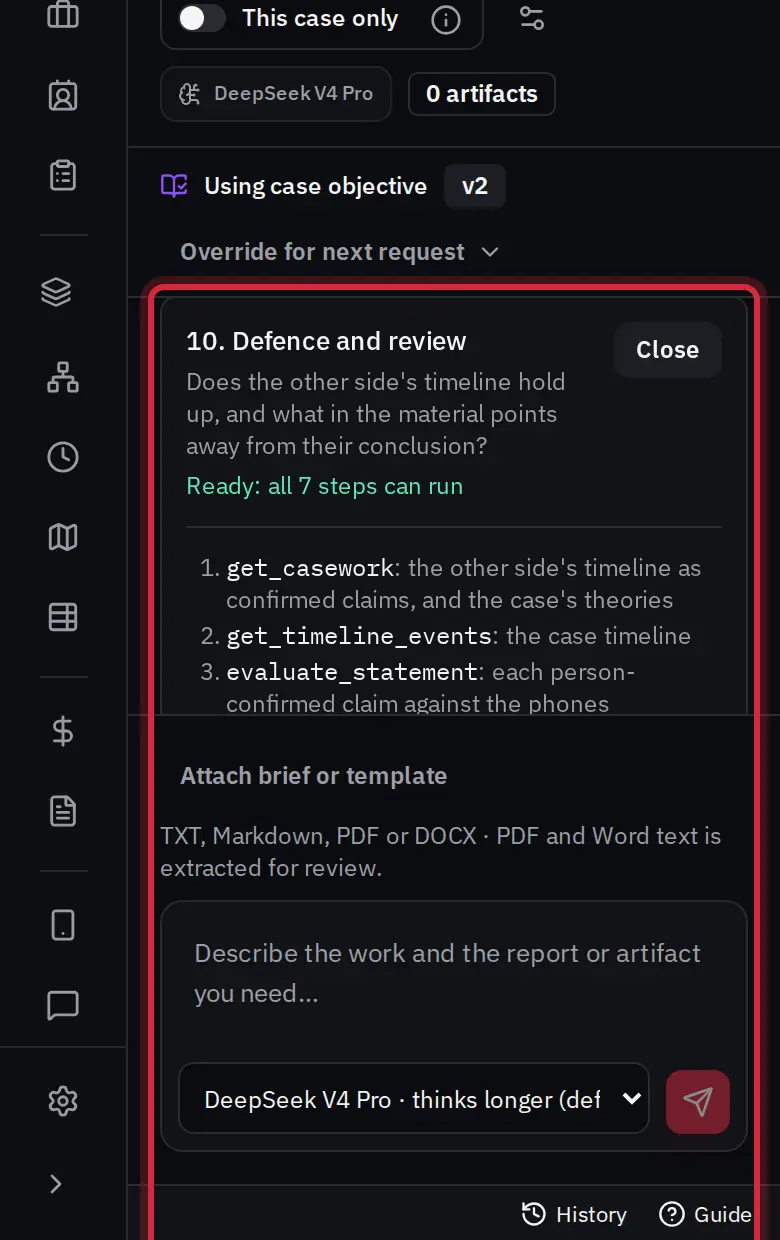 This case only
DeepSeek V4 Pro
0 artifacts
Using case objective
v2
Override for next request
10. Defence and review
Close
Does the other side's timeline hold
up, and what in the material points
away from their conclusion?
Ready: all 7 steps can run
1. get_casework: the other side's timeline as
confirmed claims, and the case's theories
2. get_timeline_events: the case timeline
3. evaluate_statement: each person-
confirmed claim against the phones
Attach brief or template
TXT, Markdown, PDF or DOCX · PDF and Word text is
extracted for review.
Describe the work and the report or artifact
you need...
DeepSeek V4 Pro · thinks longer (def
History
Guide